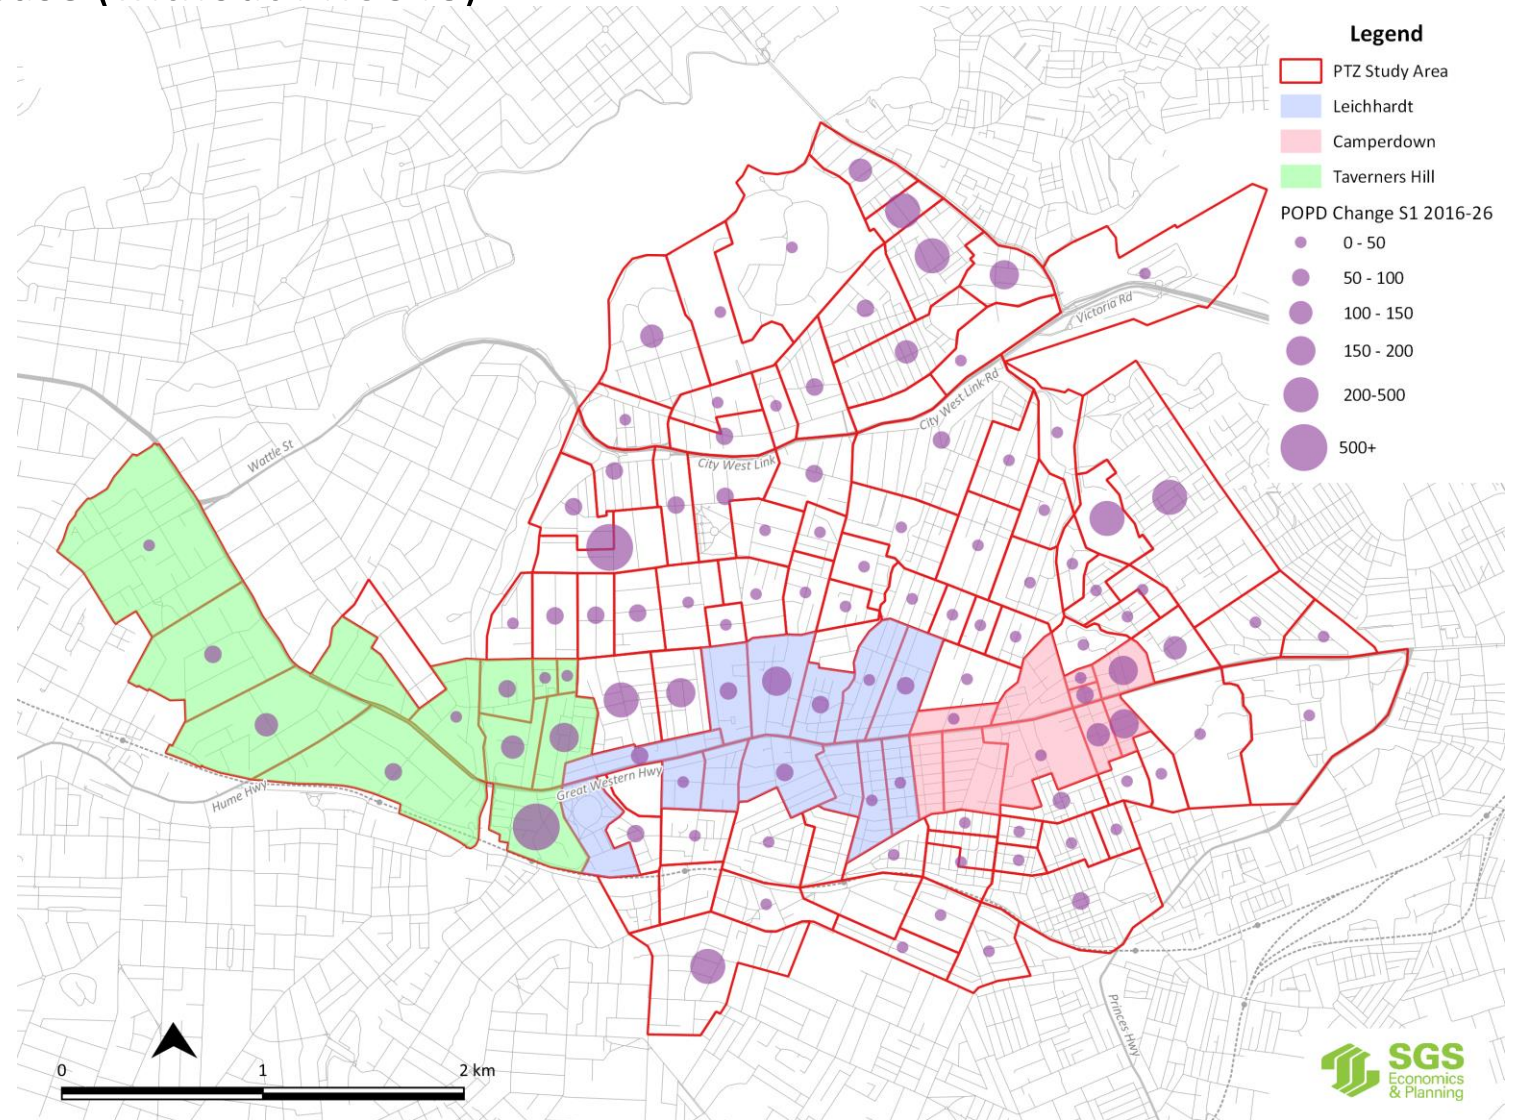 Legend
PTZ Study Area
Leichhardt
Camperdown
Taverners Hill
POPD Change S1 2016-26
0 - 50
50 - 100
100 - 150
150 - 200
200-500
500+
Victoria Rd
City West Link Rd
Wattle St
City West Link
Great Western Hwy
Hume Hwy
Princes Hwy
0 1 2 km
SGS
Economics
& Planning